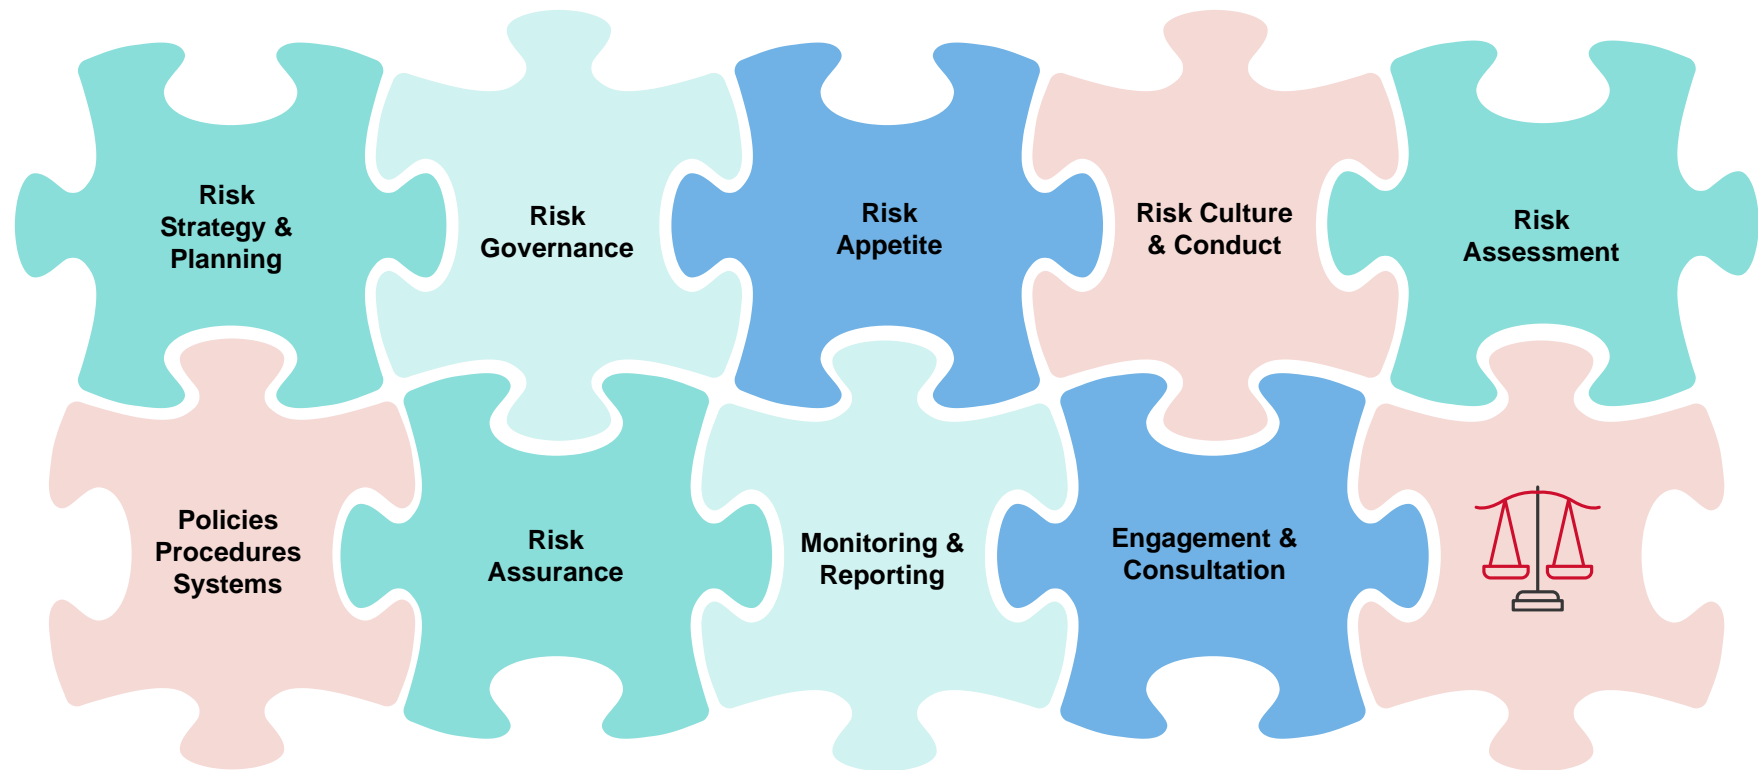 Risk
Strategy &
Planning
Risk
Governance
Risk
Appetite
Risk Culture
& Conduct
Risk
Assessment
Policies
Procedures
Systems
Risk
Assurance
Monitoring &
Reporting
Engagement &
Consultation